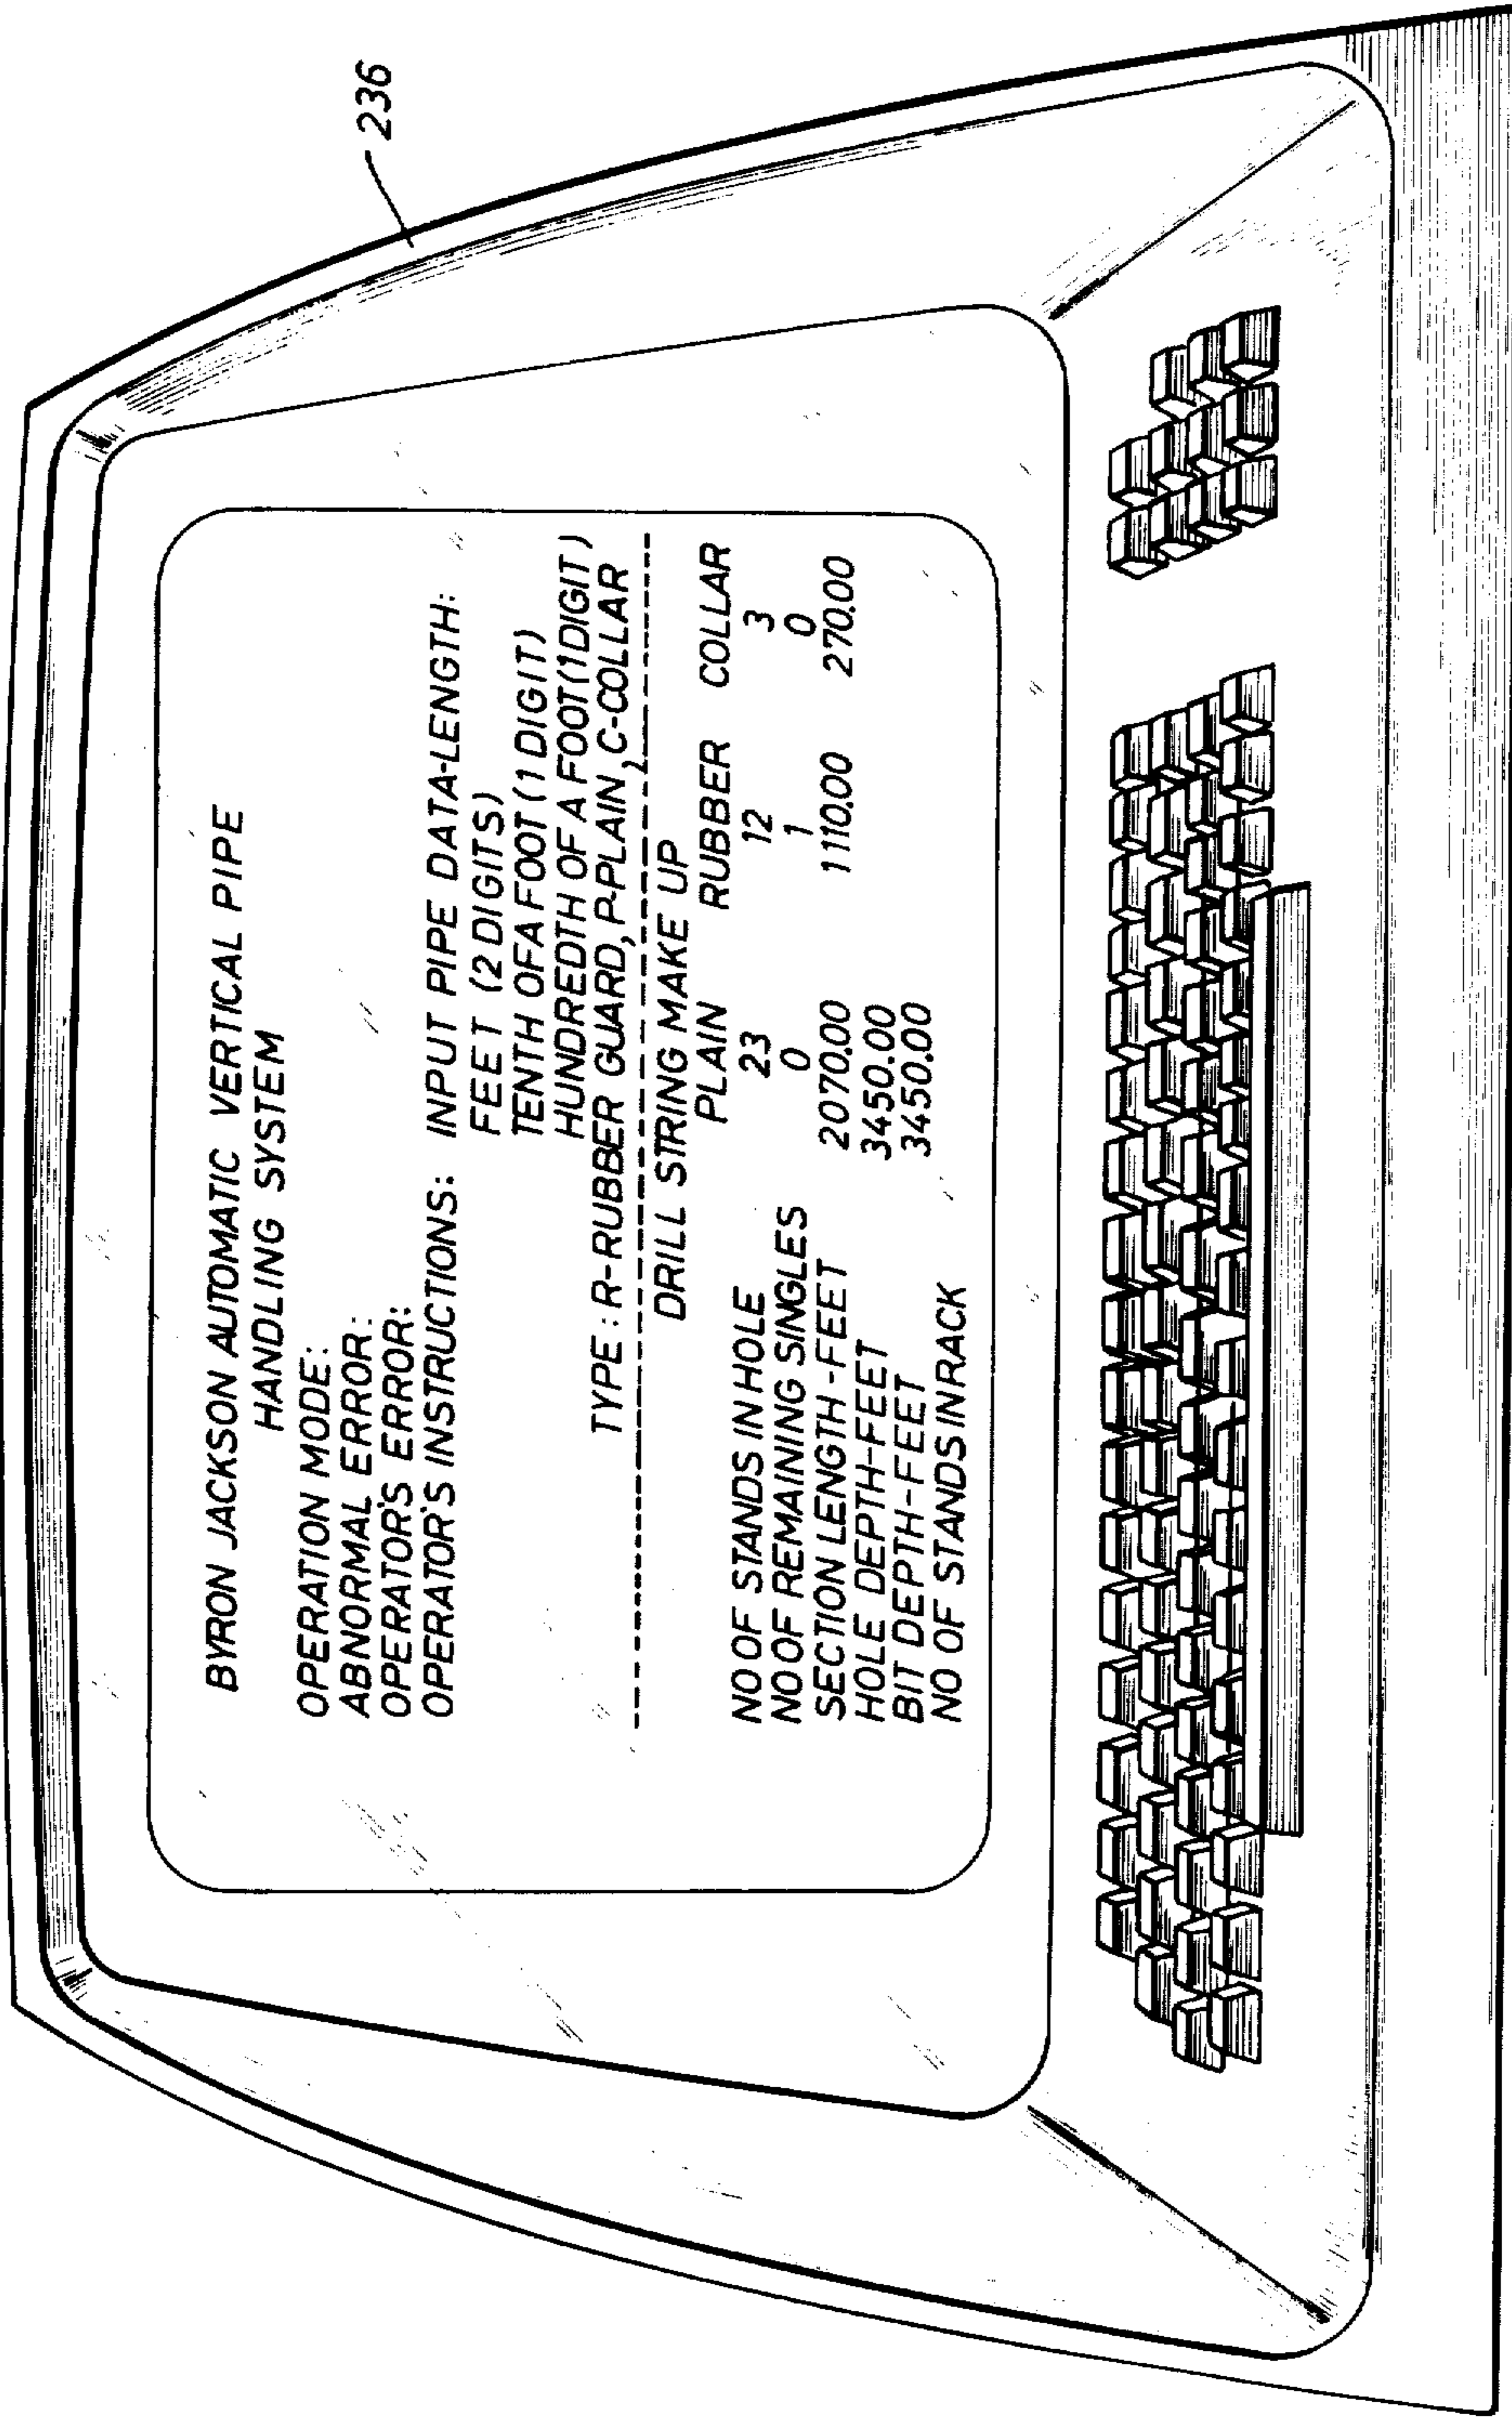 236
BYRON JACKSON AUTOMATIC VERTICAL PIPE
HANDLING SYSTEM
OPERATION MODE:
ABNORMAL ERROR:
OPERATOR'S ERROR:
OPERATOR'S INSTRUCTIONS: INPUT PIPE DATA-LENGTH:
FEET (2 DIGITS)
TENTH OF A FOOT (1 DIGIT)
HUNDREDTH OF A FOOT (1 DIGIT)
TYPE: R-RUBBER GUARD, P-PLAIN, C-COLLAR
DRILL STRING MAKE UP
PLAIN RUBBER COLLAR
NO OF STANDS IN HOLE 23 12 3
NO OF REMAINING SINGLES 0 1 0
SECTION LENGTH-FEET 2070.00 1110.00 270.00
HOLE DEPTH-FEET 3450.00
BIT DEPTH-FEET 3450.00
NO OF STANDS IN RACK